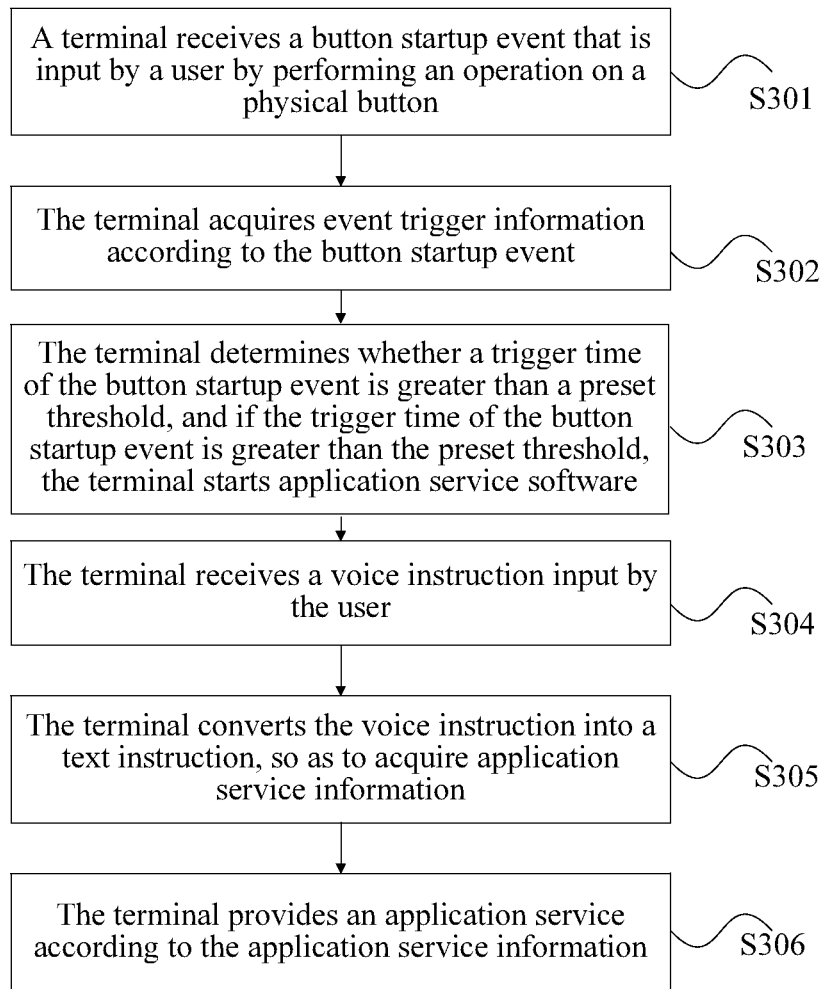 A terminal receives a button startup event that is
input by a user by performing an operation on a
physical button
S301
The terminal acquires event trigger information
according to the button startup event
S302
The terminal determines whether a trigger time
of the button startup event is greater than a preset
threshold, and if the trigger time of the button
startup event is greater than the preset threshold,
the terminal starts application service software
S303
The terminal receives a voice instruction input by
the user
S304
The terminal converts the voice instruction into a
text instruction, so as to acquire application
service information
S305
The terminal provides an application service
according to the application service information
S306